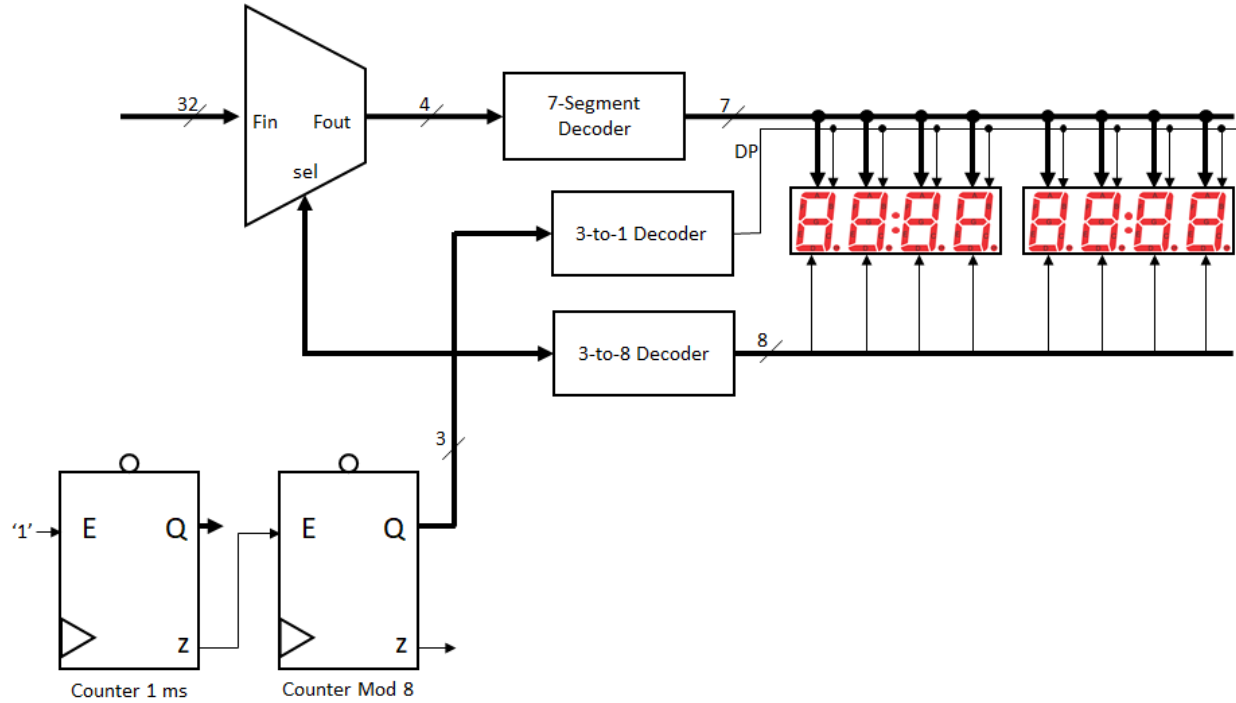 32
Fin
Fout
sel
4
7-Segment
Decoder
7
DP
3-to-1 Decoder
3-to-8 Decoder
8
3
‘1’
E
Q
z
Counter 1 ms
E
Q
z
Counter Mod 8